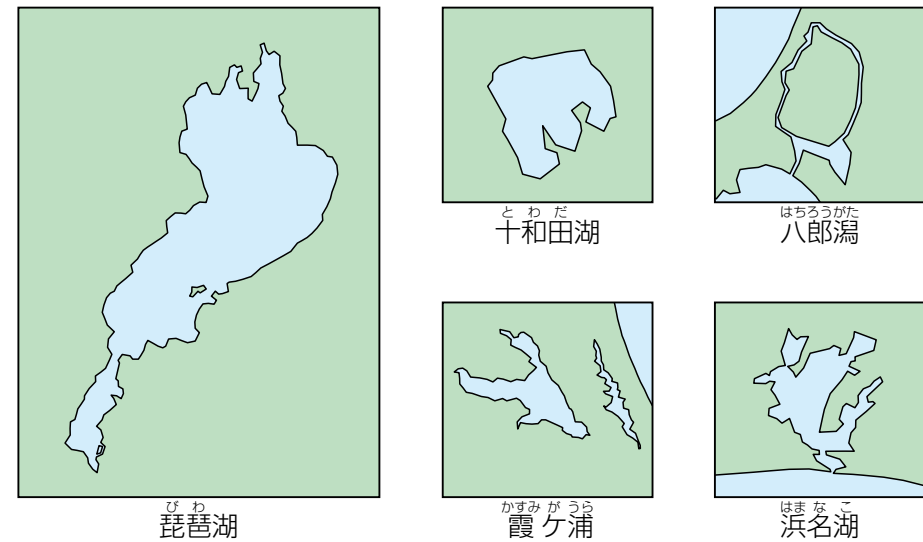 びわ
琵琶湖
とわだ
十和田湖
はちろうがた
八郎潟
かすみがうら
霞ケ浦
はまなこ
浜名湖